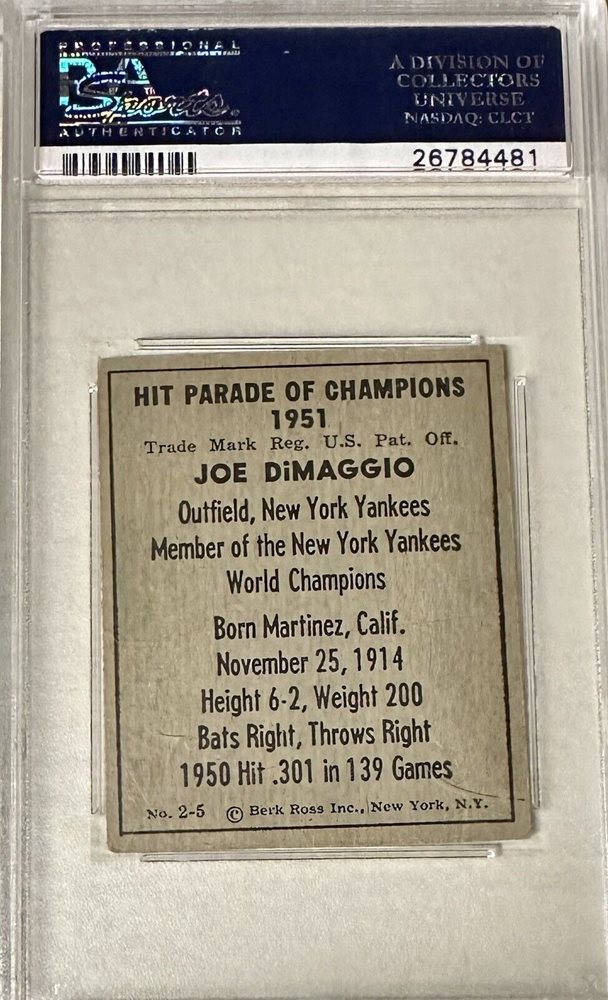 PROFESSIONAL
PSA
Sports
TM
AUTHENTICATOR
A DIVISION OF
COLLECTORS
UNIVERSE
NASDAQ: CLCT
26784481
HIT PARADE OF CHAMPIONS
1951
Trade Mark Reg. U.S. Pat. Off.
JOE DiMAGGIO
Outfield, New York Yankees
Member of the New York Yankees
World Champions
Born Martinez, Calif.
November 25, 1914
Height 6-2, Weight 200
Bats Right, Throws Right
1950 Hit .301 in 139 Games
No. 2-5 © Berk Ross Inc., New York, N.Y.